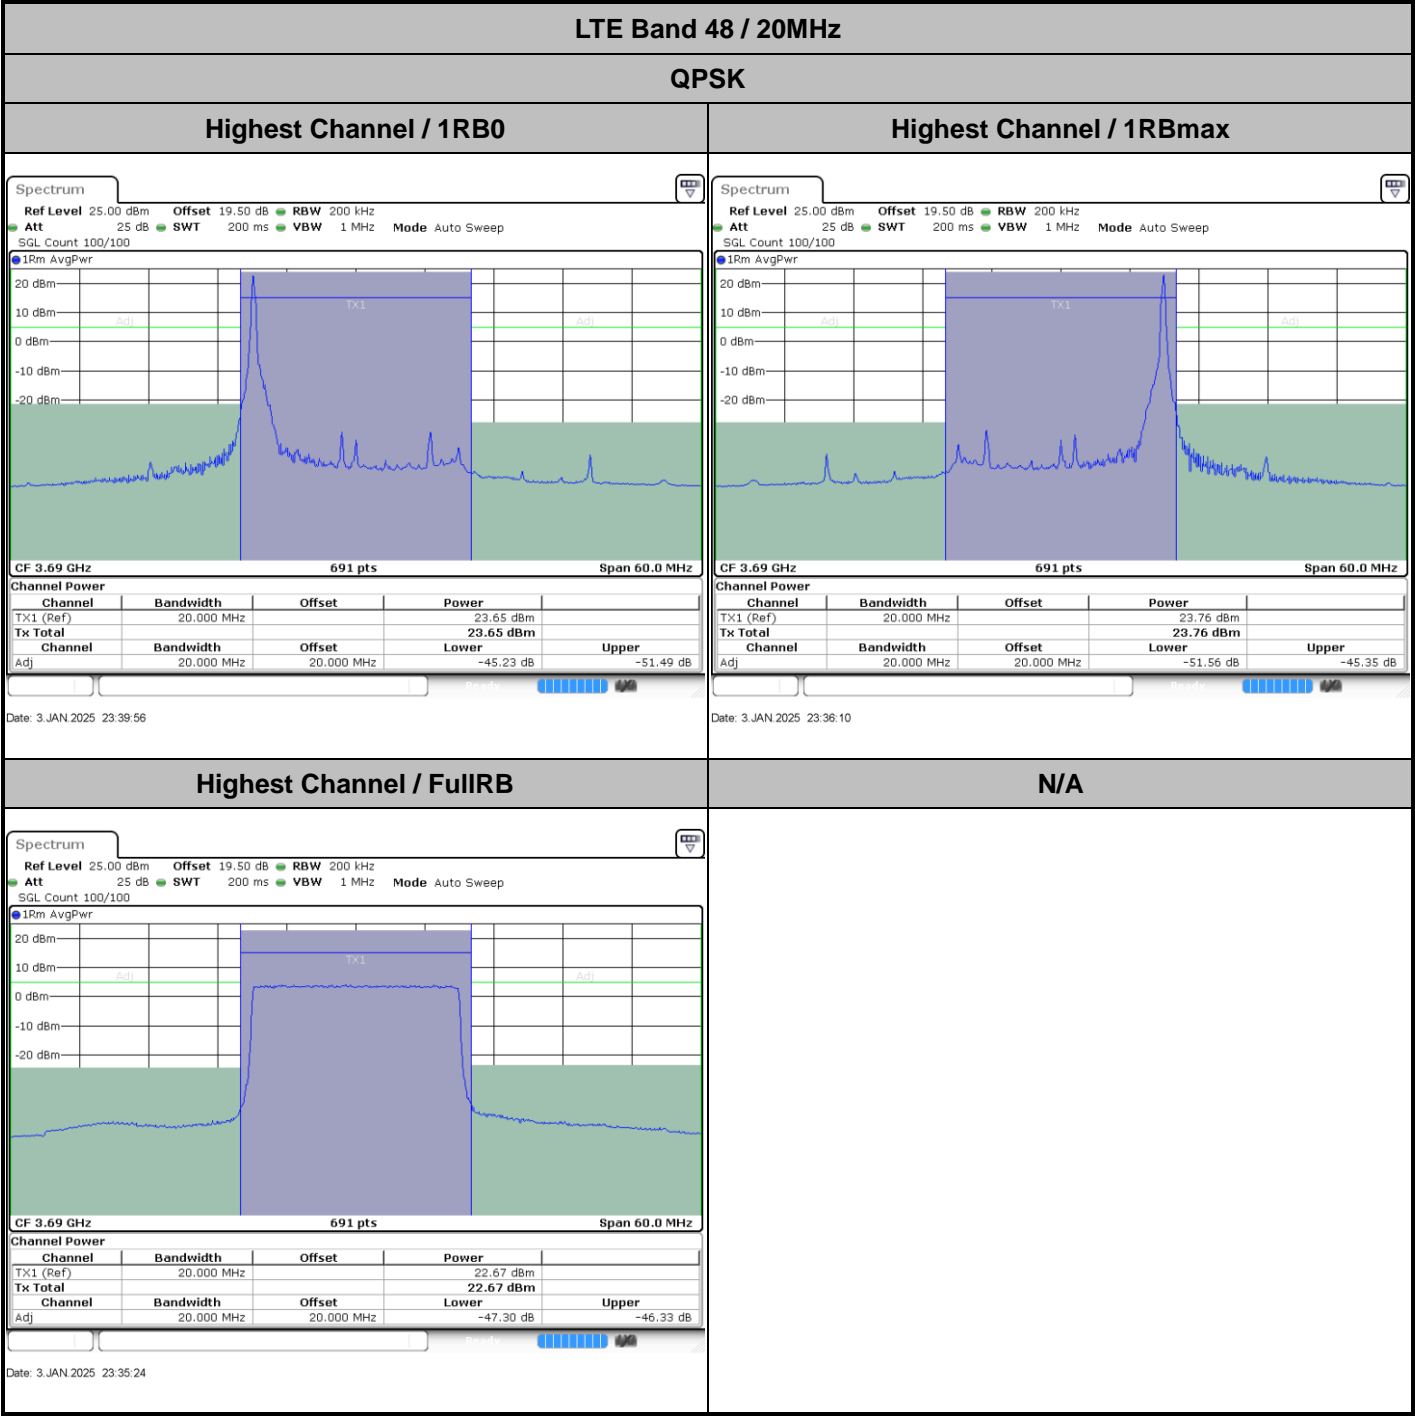 LTE Band 48 / 20MHz
QPSK
Highest Channel / 1RB0
Highest Channel / 1RBmax
Spectrum
Ref Level 25.00 dBm Offset 19.50 dB RBW 200 kHz
Att 25 dB SWT 200 ms VBW 1 MHz Mode Auto Sweep
SGL Count 100/100
1Rm AvgPwr
20 dBm
TX1
10 dBm
Adj
Adj
0 dBm
-10 dBm
-20 dBm
CF 3.69 GHz 691 pts Span 60.0 MHz
Channel Power
Channel Bandwidth Offset Power
TX1 (Ref) 20.000 MHz 23.65 dBm
Tx Total 23.65 dBm
Channel Bandwidth Offset Lower Upper
Adj 20.000 MHz 20.000 MHz -45.23 dB -51.49 dB
Ready
Date: 3.JAN.2025 23:39:56
Spectrum
Ref Level 25.00 dBm Offset 19.50 dB RBW 200 kHz
Att 25 dB SWT 200 ms VBW 1 MHz Mode Auto Sweep
SGL Count 100/100
1Rm AvgPwr
20 dBm
TX1
10 dBm
Adj
Adj
0 dBm
-10 dBm
-20 dBm
CF 3.69 GHz 691 pts Span 60.0 MHz
Channel Power
Channel Bandwidth Offset Power
TX1 (Ref) 20.000 MHz 23.76 dBm
Tx Total 23.76 dBm
Channel Bandwidth Offset Lower Upper
Adj 20.000 MHz 20.000 MHz -51.56 dB -45.35 dB
Ready
Date: 3.JAN.2025 23:36:10
Highest Channel / FullRB
N/A
Spectrum
Ref Level 25.00 dBm Offset 19.50 dB RBW 200 kHz
Att 25 dB SWT 200 ms VBW 1 MHz Mode Auto Sweep
SGL Count 100/100
1Rm AvgPwr
20 dBm
TX1
10 dBm
Adj
Adj
0 dBm
-10 dBm
-20 dBm
CF 3.69 GHz 691 pts Span 60.0 MHz
Channel Power
Channel Bandwidth Offset Power
TX1 (Ref) 20.000 MHz 22.67 dBm
Tx Total 22.67 dBm
Channel Bandwidth Offset Lower Upper
Adj 20.000 MHz 20.000 MHz -47.30 dB -46.33 dB
Ready
Date: 3.JAN.2025 23:35:24